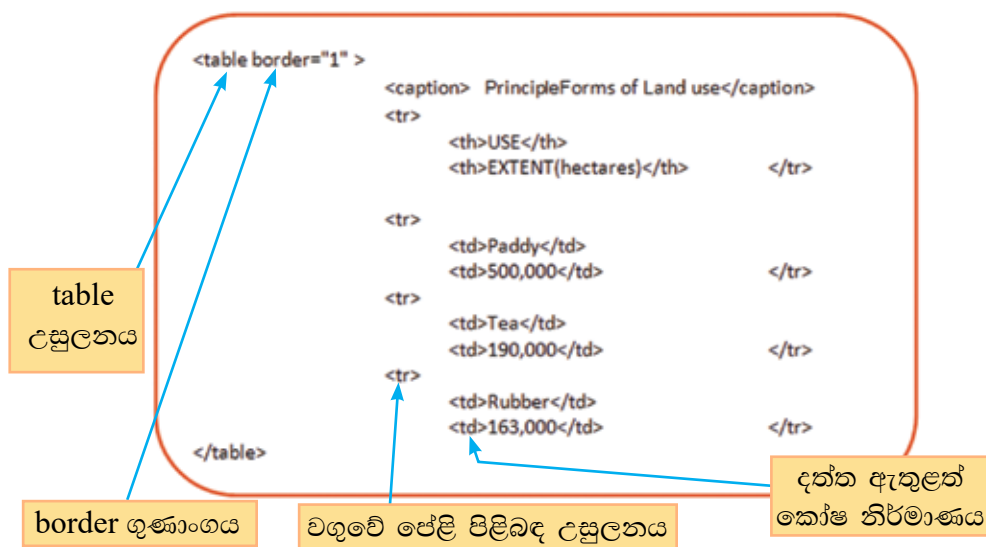 <table border="1" >
<caption> PrincipleForms of Land use</caption>
<tr>
<th>USE</th>
<th>EXTENT(hectares)</th> </tr>
<tr>
<td>Paddy</td>
<td>500,000</td> </tr>
<tr>
<td>Tea</td>
<td>190,000</td> </tr>
<tr>
<td>Rubber</td>
<td>163,000</td> </tr>
</table>
table
උසුලනය
border ගුණාංගය
වගුවේ පේළි පිළිබඳ උසුලනය
දත්ත ඇතුළත්
කෝෂ නිර්මාණය